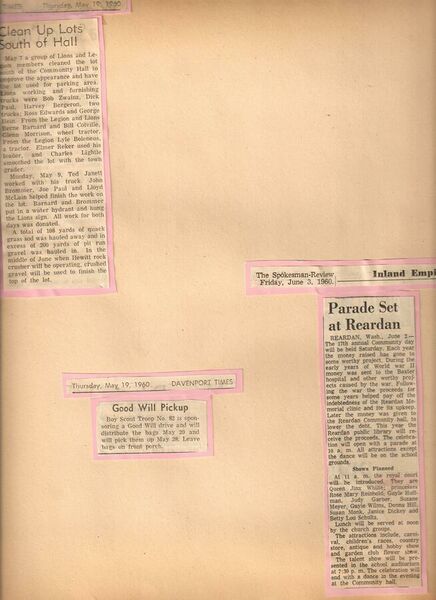 TIMES Thursday, May 19, 1960
Clean Up Lots
South of Hall
May 7 a group of Lions and Le-
gion members cleaned the lot
south of the Community Hall to
improve the appearance and have
the lot used for parking area.
Lions working and furnishing
trucks were Bob Zwainz, Dick
Paul, Harvey Bergeron, two
trucks; Ross Edwards and George
From the Legion and Lions
Berne Barnard and Bill Colville,
Glenn Morrison, wheel tractor.
From the Legion Lyle Beleneos,
a tractor. Elmer Reker used his
loader, and Charles Lightle
smoothed the lot with the town
grader.
Monday, May 9, Ted Janett
worked with his truck. John
Brommer, Joe Paul and Lloyd
McLain helped finish the work on
the lot. Barnard and Brommer
put in a water hydrant and hung
the Lions sign. All work for both
days was donated.
A total of 108 yards of quack
grass sod was hauled away and in
excess of 200 yards of pit run
gravel was hauled in. In the
middle of June when Hewitt rock
crusher will be operating, crushed
gravel will be used to finish the
top of the lot.
The Spokesman-Review Inland Empi
Friday, June 3, 1960.
Parade Set
at Reardan
REARDAN, Wash., June 2—
The 17th annual Community day
will be held Saturday. Each year
the money raised has gone to
some worthy project. During the
early years of World war II
money was sent to the Baxter
hospital and other worthy proj-
ects caused by the war. Follow-
ing the war the proceeds for
some years helped pay off the
indebtedness of the Reardan Me-
morial clinic and for its upkeep.
Later the money was given to
the Reardan Community hall, to
lower the debt. This year the
Reardan public library will re-
ceive the proceeds. The celebra-
tion will open with a parade at
10 a. m. All attractions except
the dance will be on the school
grounds.
Shows Planned
At 11 a. m. the royal court
will be introduced. They are
Queen Jinx White; princesses
Rose Mary Reinbold, Gayle Huff-
man, Judy Garber, Suzane
Meyer, Gayle Wilms, Donna Hill,
Susan Monk, Janice Dickey and
Betty Lou Schultz.
Lunch will be served at noon
by the church groups.
The attractions include, carni-
val, children's races, country
store, antique and hobby show
and garden club flower show.
The talent show will be pre-
sented in the school auditorium
at 7:30 p. m. The celebration will
end with a dance in the evening
at the Community hall.
Thursday, May 19, 1960 DAVENPORT TIMES
Good Will Pickup
Boy Scout Troop No. 82 is spon-
soring a Good Will drive and will
distribute the bags May 20 and
will pick them up May 28. Leave
bags on front porch.